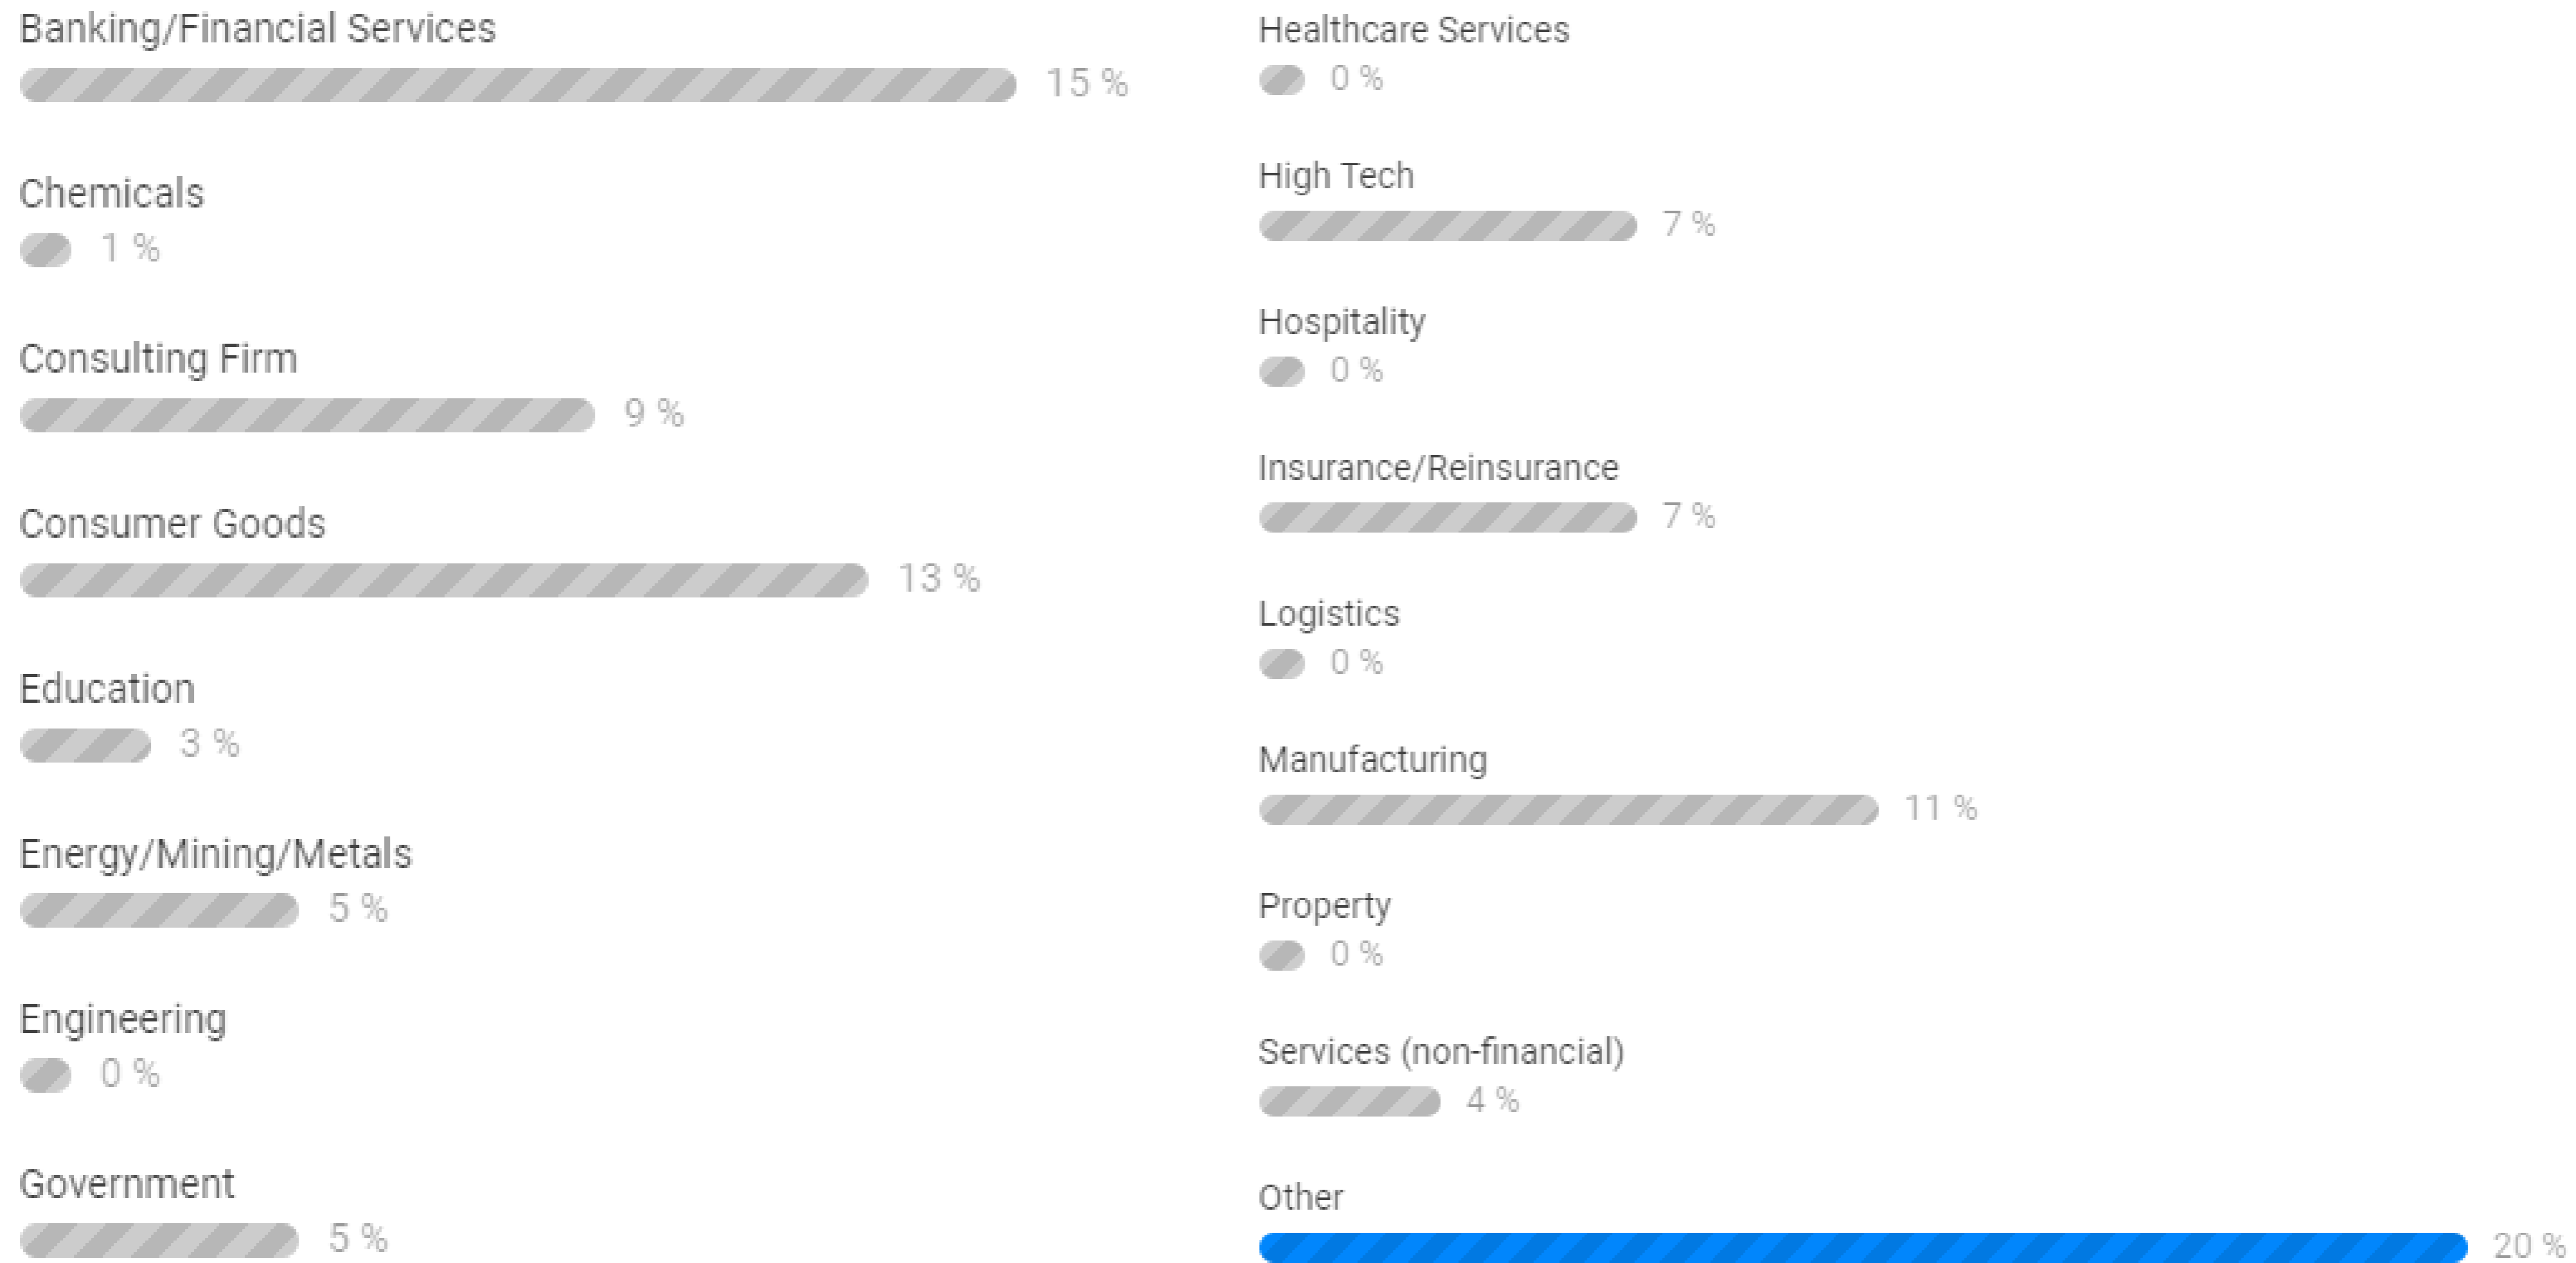 Banking/Financial Services
15 %
Chemicals
1 %
Consulting Firm
9 %
Consumer Goods
13 %
Education
3 %
Energy/Mining/Metals
5 %
Engineering
0 %
Government
5 %
Healthcare Services
0 %
High Tech
7 %
Hospitality
0 %
Insurance/Reinsurance
7 %
Logistics
0 %
Manufacturing
11 %
Property
0 %
Services (non-financial)
4 %
Other
20 %